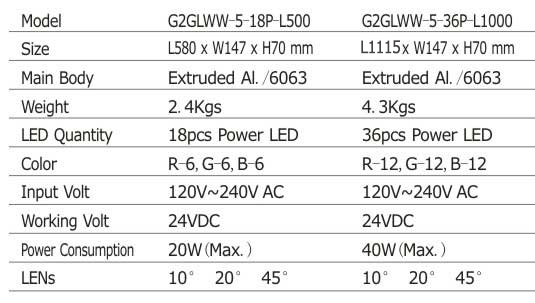 Model G2GLWW-5-18P-L500 G2GLWW-5-36P-L1000
Size L580 x W147 x H70 mm L1115x W147 x H70 mm
Main Body Extruded Al./6063 Extruded Al./6063
Weight 2.4Kgs 4.3Kgs
LED Quantity 18pcs Power LED 36pcs Power LED
Color R-6,G-6,B-6 R-12,G-12,B-12
Input Volt 120V~240V AC 120V~240V AC
Working Volt 24VDC 24VDC
Power Consumption 20W(Max.) 40W(Max.)
LENs 10° 20° 45° 10° 20° 45°